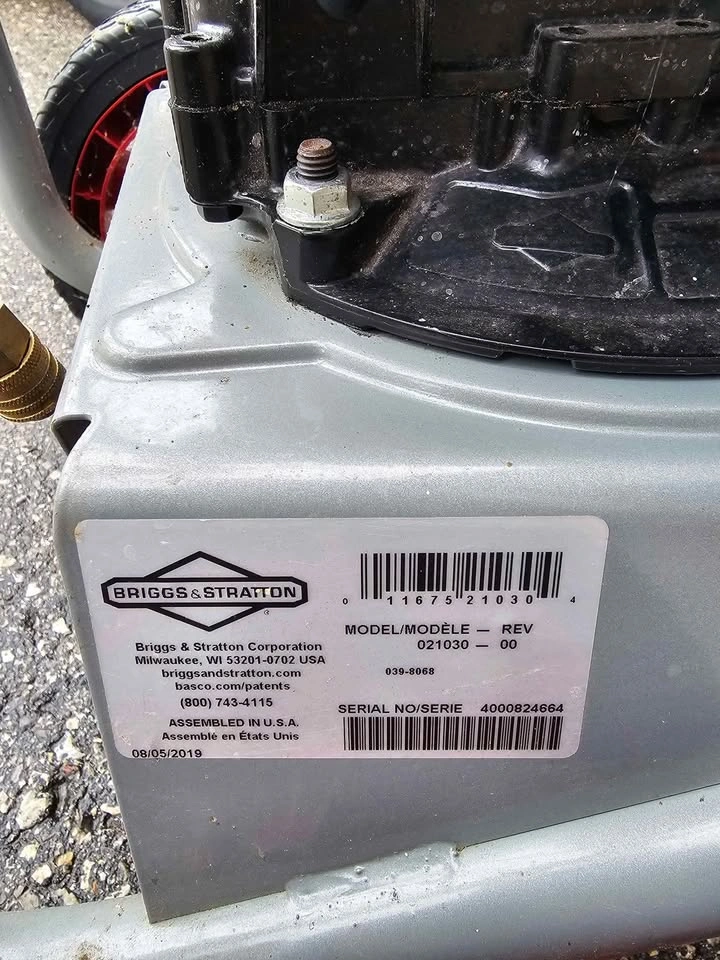 BRIGGS & STRATTON
®
Briggs & Stratton Corporation
Milwaukee, WI 53201-0702 USA
briggsandstratton.com
basco.com/patents
(800) 743-4115
ASSEMBLED IN U.S.A.
Assemblé en États Unis
08/05/2019
0 11675 21030 4
MODEL/MODÈLE — REV
021030 — 00
039-8068
SERIAL NO/SERIE 4000824664